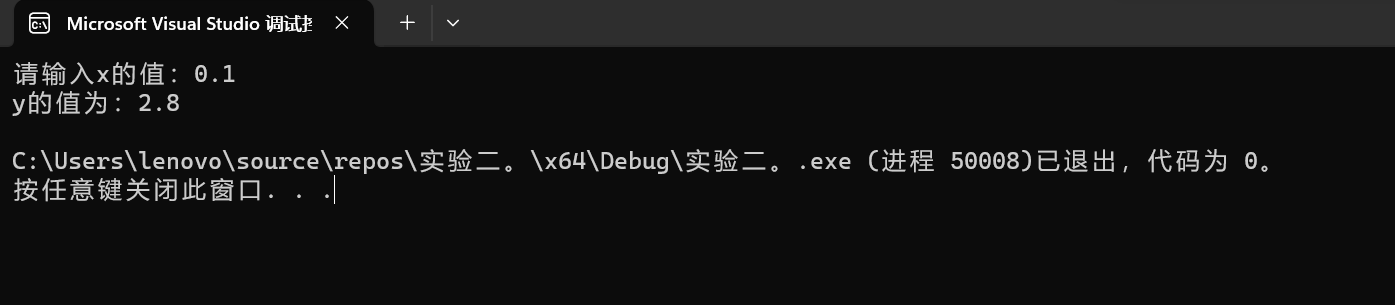 Microsoft Visual Studio 调试控
请输入x的值：0.1
y的值为：2.8
C:\Users\lenovo\source\repos\实验二。\x64\Debug\实验二。.exe (进程 50008)已退出，代码为 0。
按任意键关闭此窗口. . .